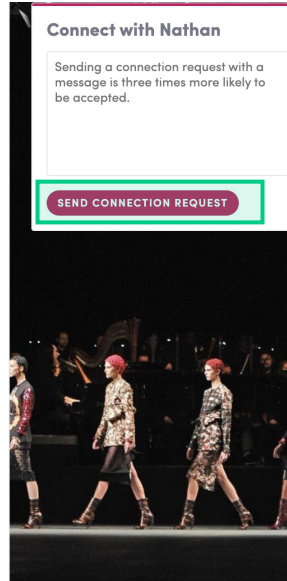 Connect with Nathan
Sending a connection request with a
message is three times more likely to
be accepted.
SEND CONNECTION REQUEST